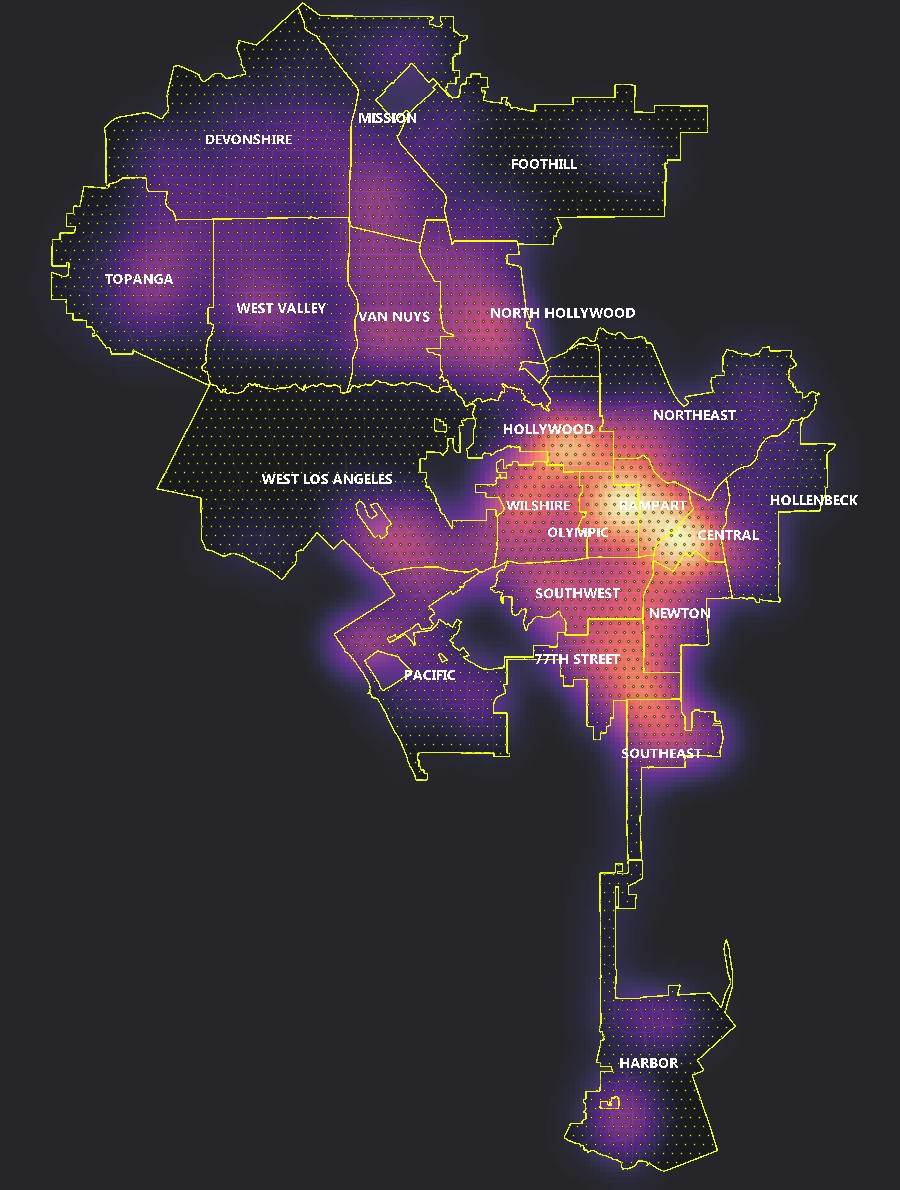 MISSION
DEVONSHIRE
FOOTHILL
TOPANGA
WEST VALLEY
VAN NUYS
NORTH HOLLYWOOD
NORTHEAST
HOLLYWOOD
WEST LOS ANGELES
HOLLENBECK
WILSHIRE
RAMPART
OLYMPIC
CENTRAL
SOUTHWEST
NEWTON
77TH STREET
PACIFIC
SOUTHEAST
HARBOR